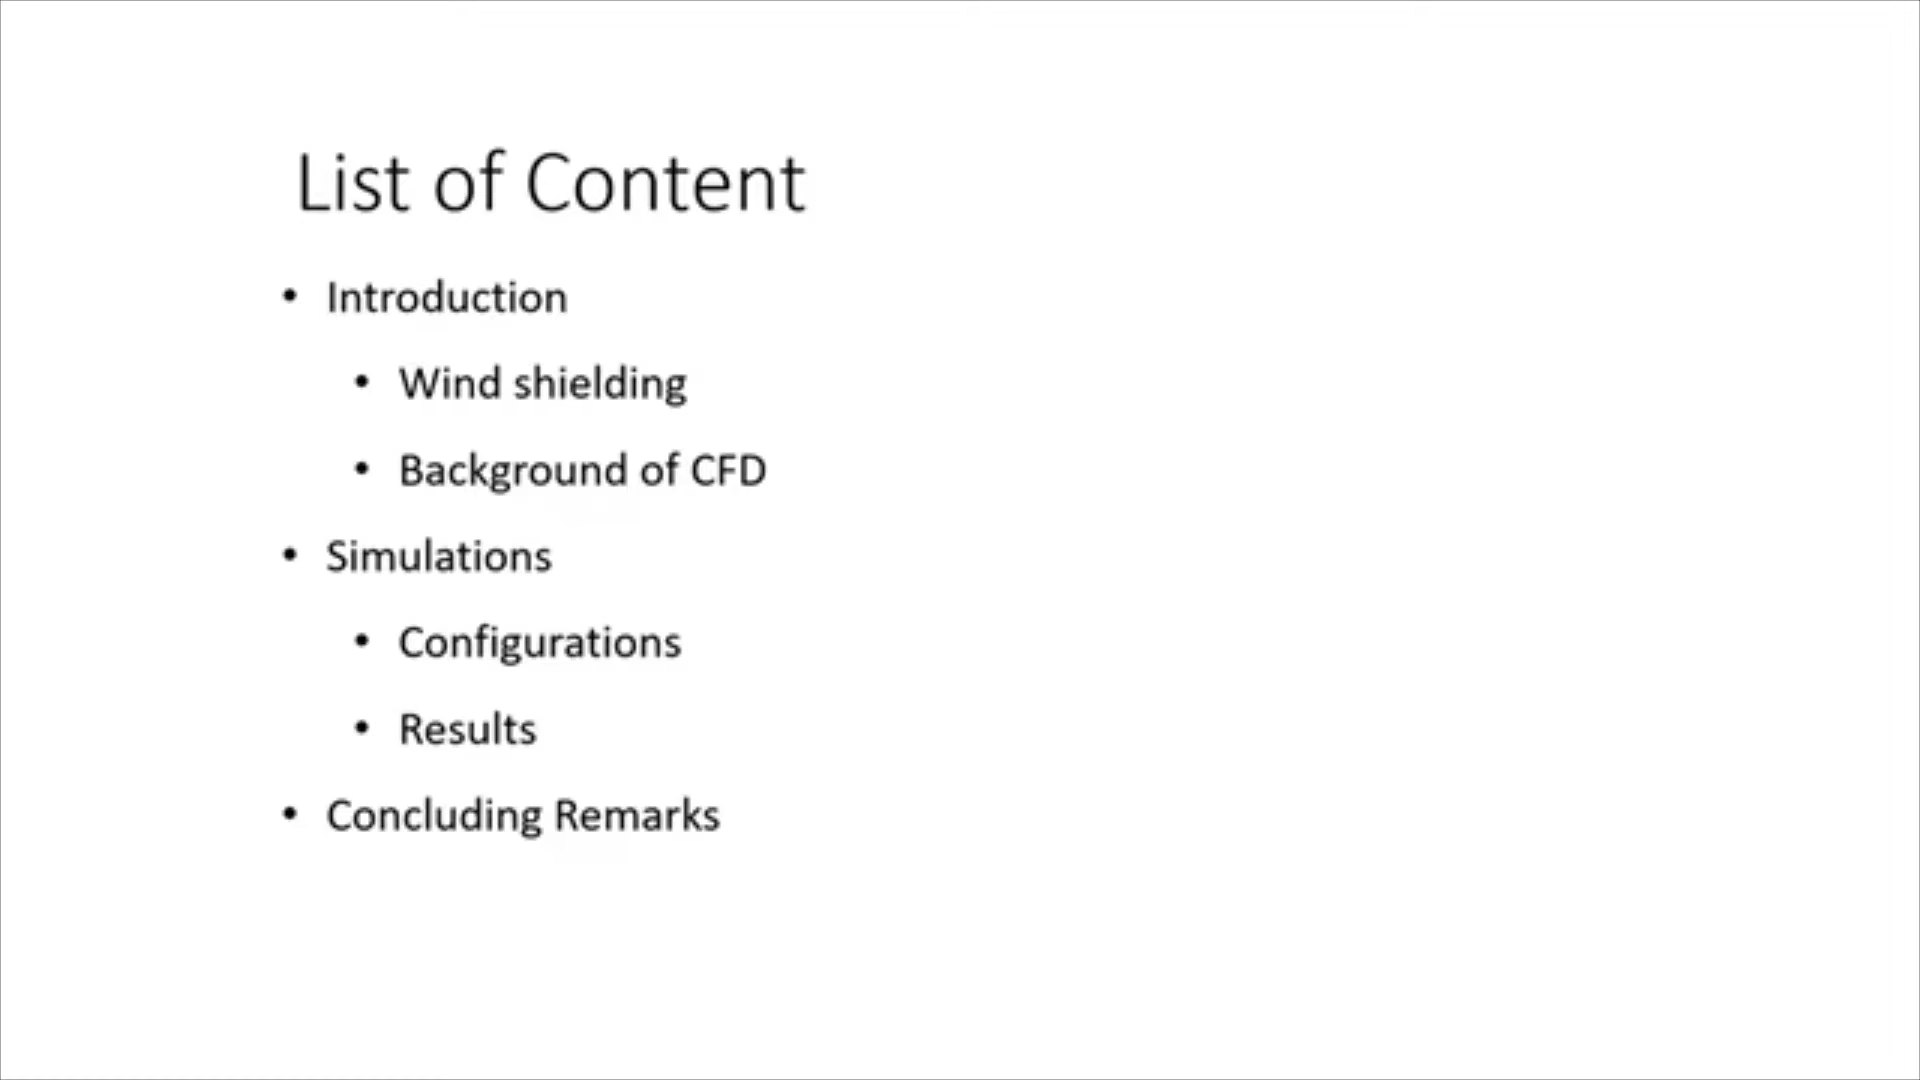 List of Content
• Introduction
• Wind shielding
• Background of CFD
• Simulations
• Configurations
• Results
• Concluding Remarks